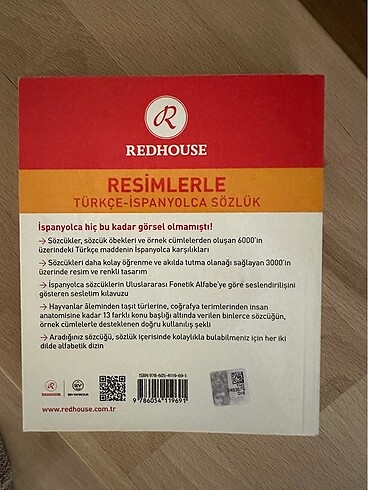 R
REDHOUSE
RESİMLERLE
TÜRKÇE-İSPANYOLCA SÖZLÜK
İspanyolca hiç bu kadar görsel olmamıştı!
→ Sözcükler, sözcük öbekleri ve örnek cümlelerden oluşan 6000'in
üzerindeki Türkçe maddenin İspanyolca karşılıkları
→ Sözcükleri daha kolay öğrenme ve akılda tutma olanağı sağlayan 3000'in
üzerinde resim ve renkli tasarım
→ İspanyolca sözcüklerin Uluslararası Fonetik Alfabe'ye göre seslendirilişini
gösteren sesletim kılavuzu
→ Hayvanlar âleminden taşıt türlerine, coğrafya terimlerinden insan
anatomisine kadar 13 farklı konu başlığı altında verilen binlerce sözcüğün,
örnek cümlelerle desteklenen doğru kullanılış şekli
→ Aradığınız sözcüğü, sözlük içerisinde kolaylıkla bulabilmeniz için her iki
dilde alfabetik dizin
ISBN 978-605-4119-69-1
REDHOUSE
SEV YAYINCILIK
www.redhouse.com.tr
9 786054 119691